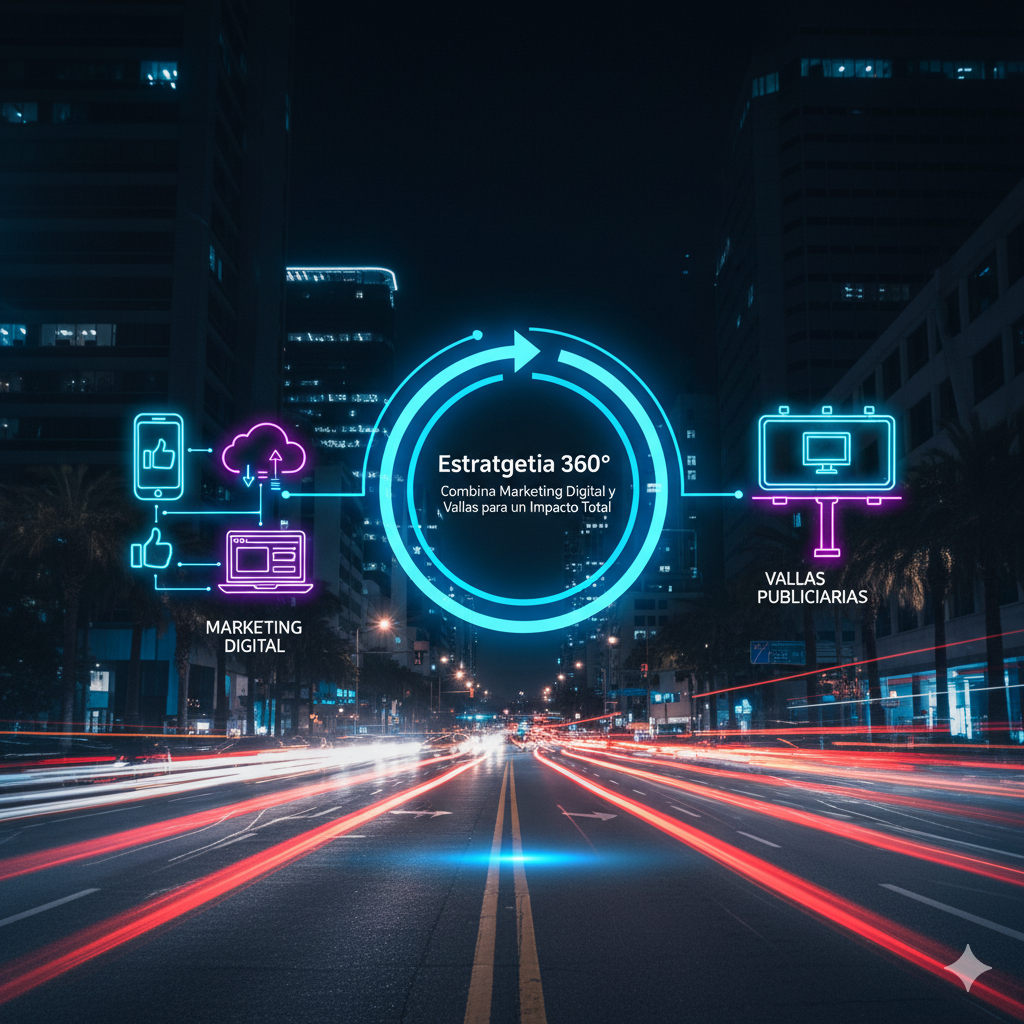 Estratgetia 360°
Combina Marketing Digital y
Vallas para un Impacto Total
MARKETING
DIGITAL
VALLAS
PUBLICIARIAS